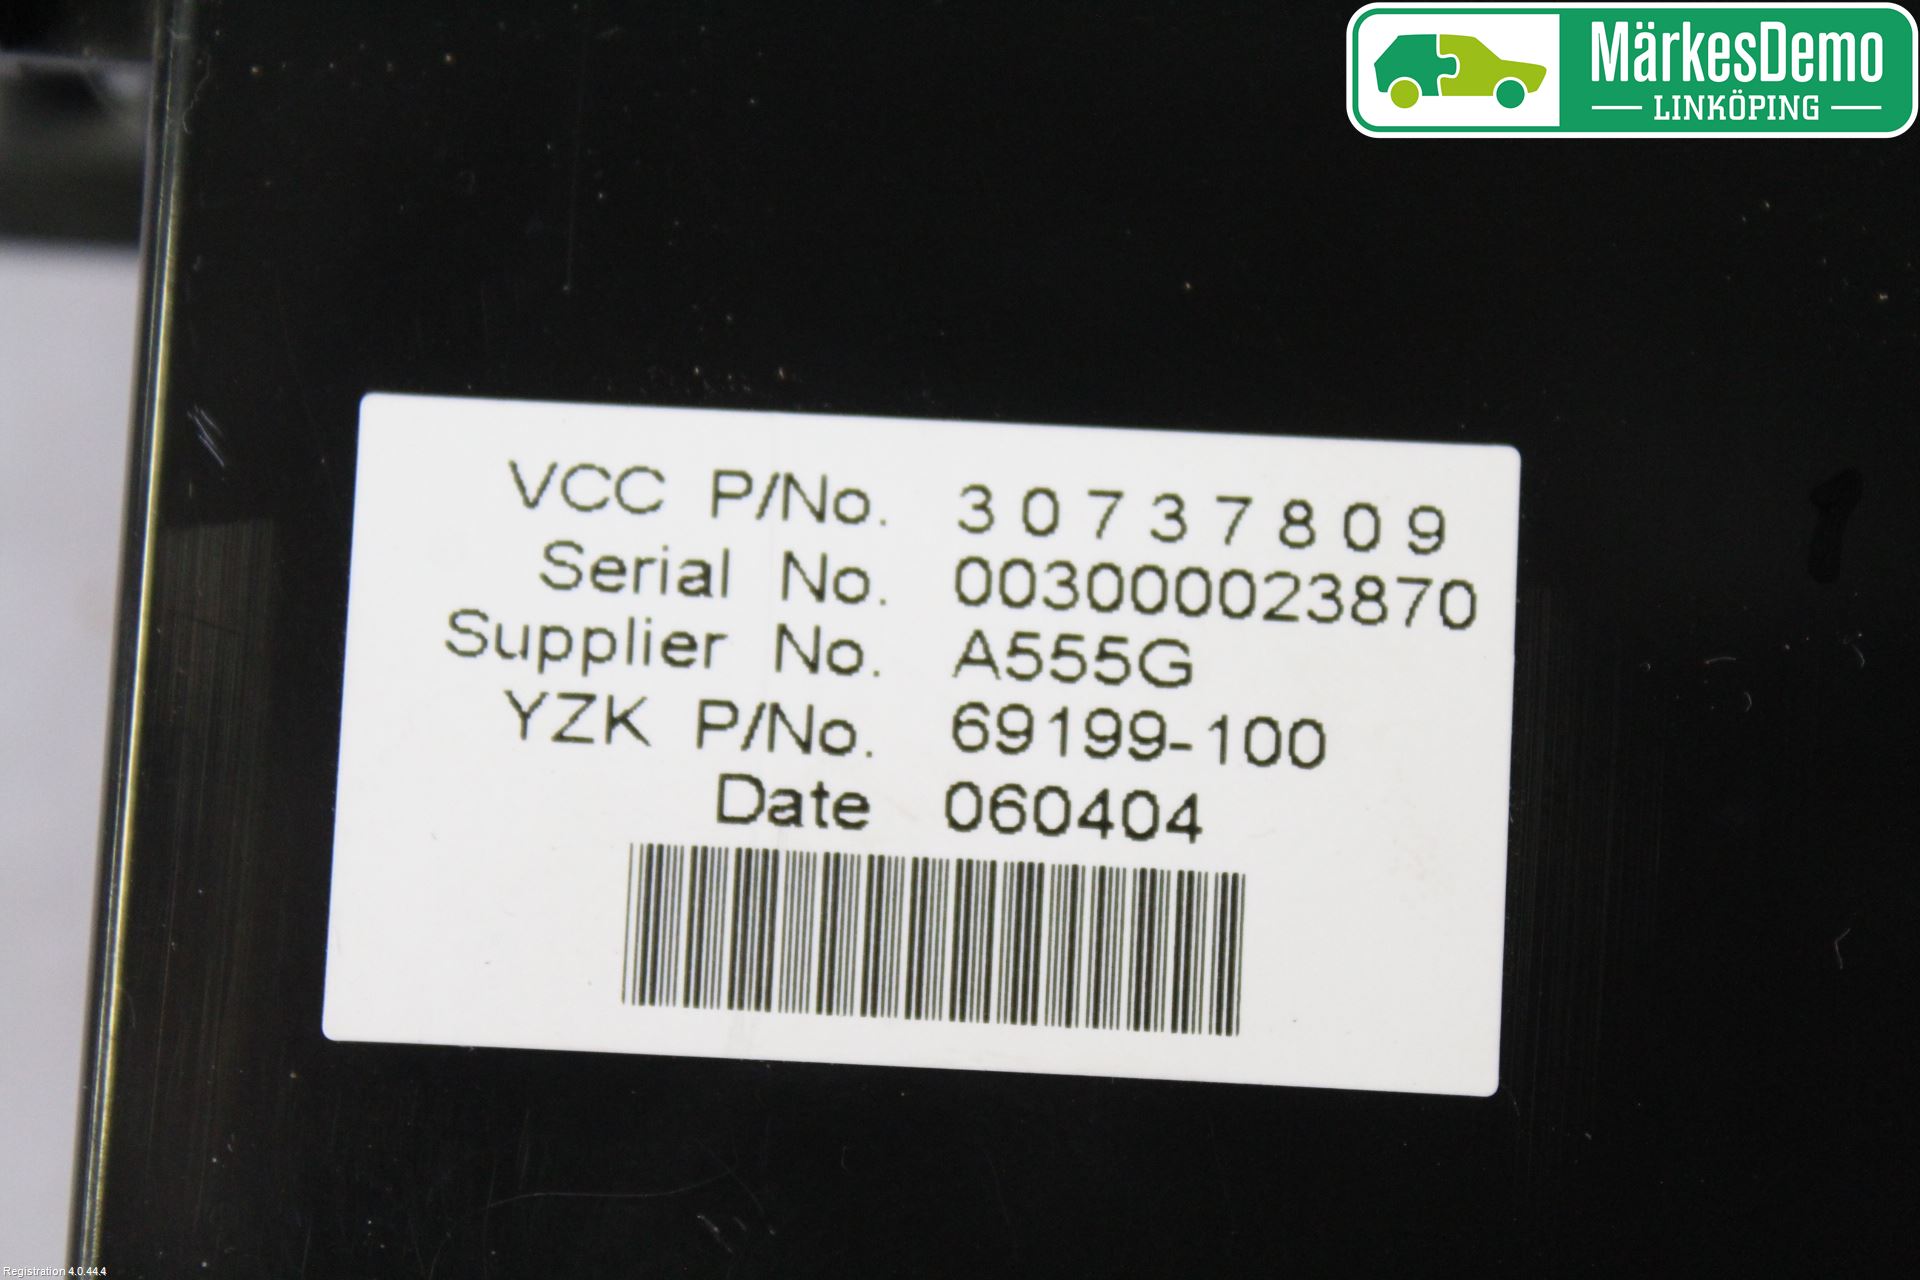 MärkesDemo
LINKÖPING
VCC P/No. 30737809
Serial No. 003000023870
Supplier No. A555G
YZK P/No. 69199-100
Date 060404
1
Registration 4.0.44.4